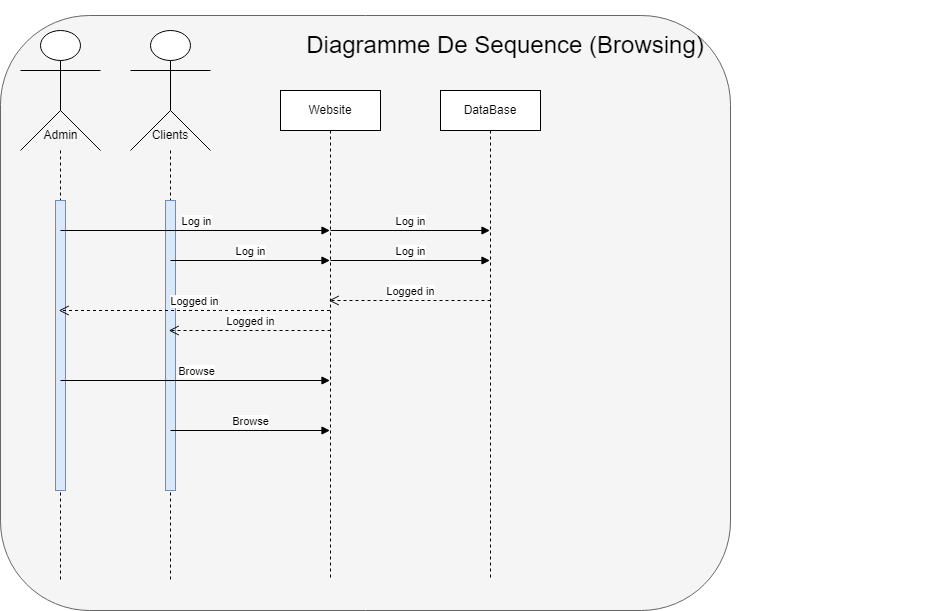 Diagramme De Sequence (Browsing)
Admin
Clients
Website
DataBase
Log in
Log in
Log in
Log in
Logged in
Logged in
Logged in
Browse
Browse